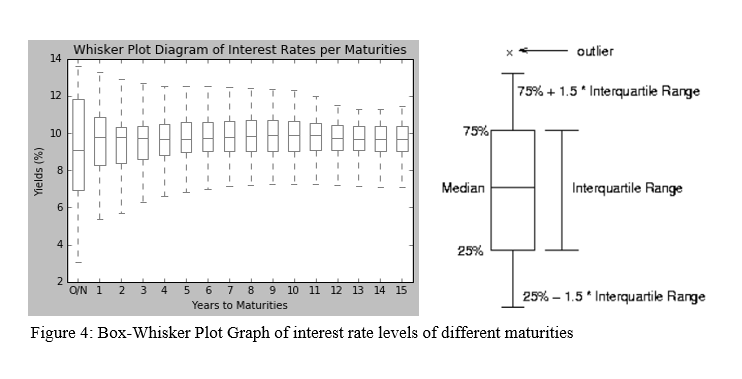 Whisker Plot Diagram of Interest Rates per Maturities
14
12
10
8
6
4
2
Yields (%)
O/N 1 2 3 4 5 6 7 8 9 10 11 12 13 14 15
Years to Maturities
x outlier
75% + 1.5 * Interquartile Range
75%
Median Interquartile Range
25%
25% – 1.5 * Interquartile Range
Figure 4: Box-Whisker Plot Graph of interest rate levels of different maturities